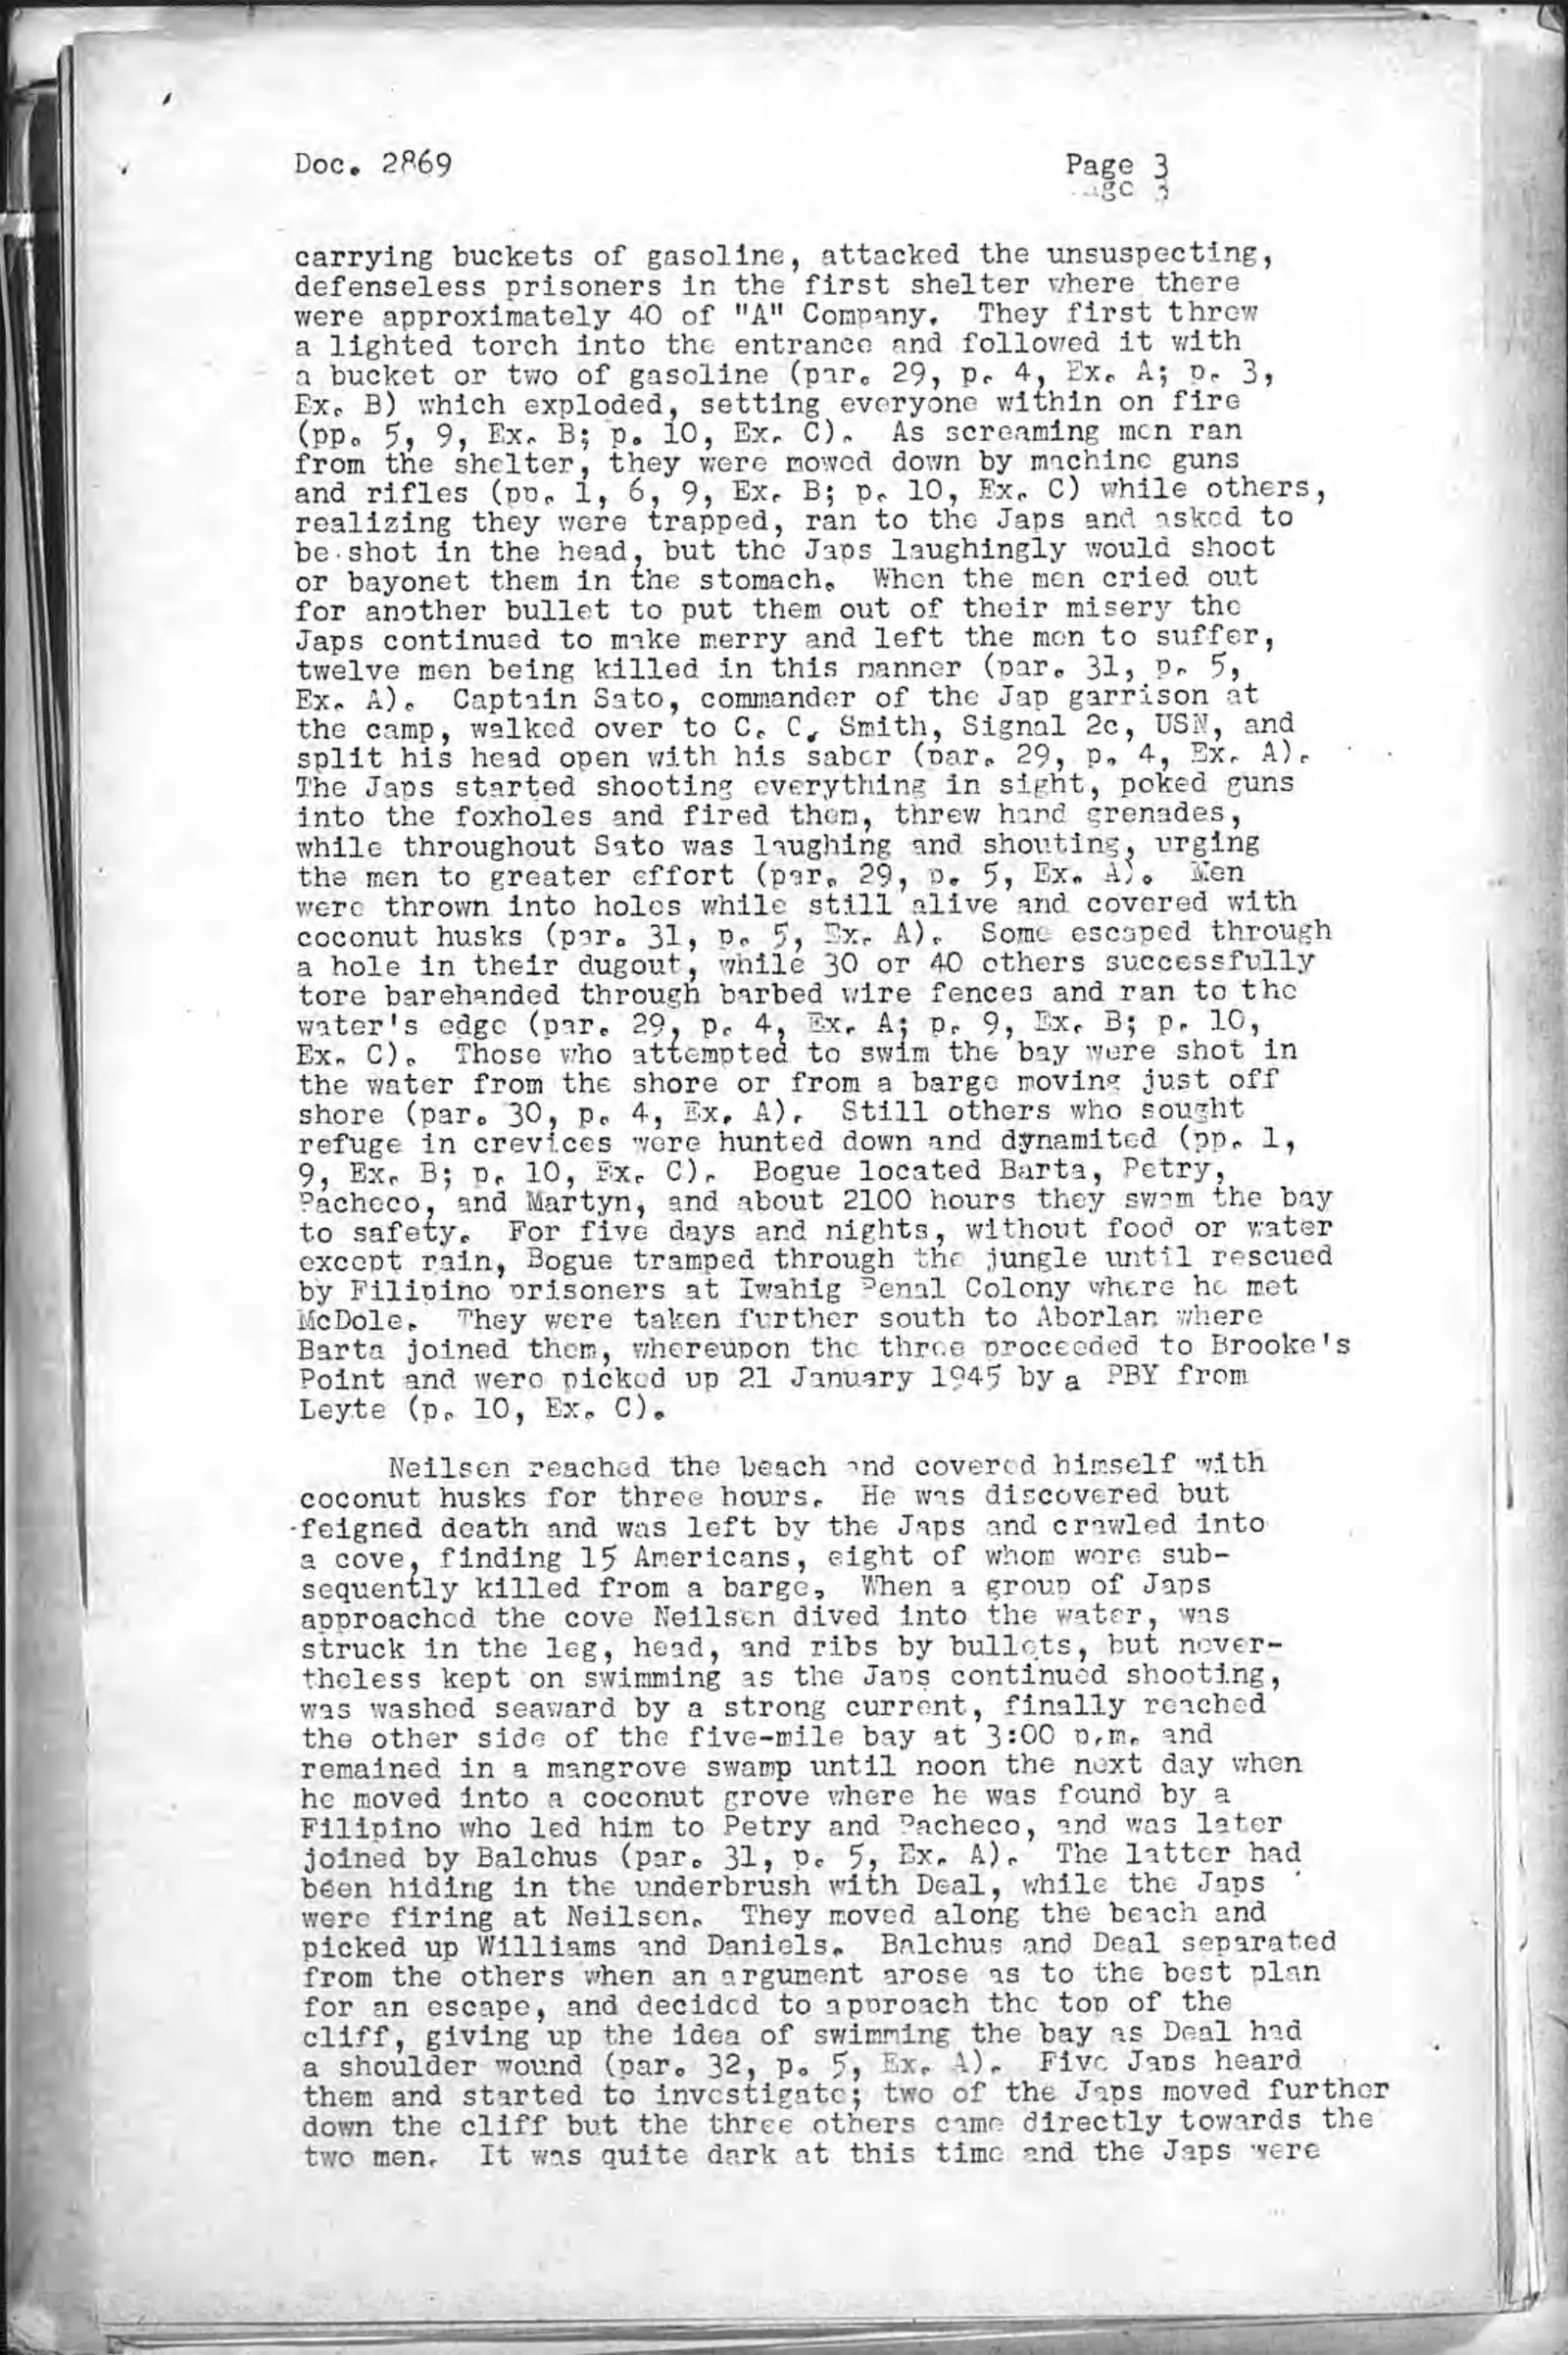 Doc. 2869
Page 3
carrying buckets of gasoline, attacked the unsuspecting,
defenseless prisoners in the first shelter where there
were approximately 40 of "A" Company. They first threw
a lighted torch into the entrance and followed it with
a bucket or two of gasoline (par. 29, p. 4, Ex. A; p. 3,
Ex. B) which exploded, setting everyone within on fire
(pp. 5, 9, Ex. B; p. 10, Ex. C). As screaming men ran
from the shelter, they were mowed down by machine guns
and rifles (pp. 1, 6, 9, Ex. B; p. 10, Ex. C) while others,
realizing they were trapped, ran to the Japs and asked to
be shot in the head, but the Japs laughingly would shoot
or bayonet them in the stomach. When the men cried out
for another bullet to put them out of their misery the
Japs continued to make merry and left the men to suffer,
twelve men being killed in this manner (par. 31, p. 5,
Ex. A). Captain Sato, commander of the Jap garrison at
the camp, walked over to C. C. Smith, Signal 2c, USN, and
split his head open with his saber (par. 29, p. 4, Ex. A).
The Japs started shooting everything in sight, poked guns
into the foxholes and fired them, threw hand grenades,
while throughout Sato was laughing and shouting, urging
the men to greater effort (par. 29, p. 5, Ex. A). Men
were thrown into holes while still alive and covered with
coconut husks (par. 31, p. 5, Ex. A). Some escaped through
a hole in their dugout, while 30 or 40 others successfully
tore barehanded through barbed wire fences and ran to the
water's edge (par. 29, p. 4, Ex. A; p. 9, Ex. B; p. 10,
Ex. C). Those who attempted to swim the bay were shot in
the water from the shore or from a barge moving just off
shore (par. 30, p. 4, Ex. A). Still others who sought
refuge in crevices were hunted down and dynamited (pp. 1,
9, Ex. B; p. 10, Ex. C). Bogue located Barta, Petry,
Pacheco, and Martyn, and about 2100 hours they swam the bay
to safety. For five days and nights, without food or water
except rain, Bogue tramped through the jungle until rescued
by Filipino prisoners at Iwahig Penal Colony where he met
McDole. They were taken further south to Aborlan where
Barta joined them, whereupon the three proceeded to Brooke's
Point and were picked up 21 January 1945 by a PBY from
Leyte (p. 10, Ex. C).
Neilsen reached the beach and covered himself with
coconut husks for three hours. He was discovered but
feigned death and was left by the Japs and crawled into
a cove, finding 15 Americans, eight of whom were sub-
sequently killed from a barge. When a group of Japs
approached the cove Neilsen dived into the water, was
struck in the leg, head, and ribs by bullets, but never-
theless kept on swimming as the Japs continued shooting,
was washed seaward by a strong current, finally reached
the other side of the five-mile bay at 3:00 p.m. and
remained in a mangrove swamp until noon the next day when
he moved into a coconut grove where he was found by a
Filipino who led him to Petry and Pacheco, and was later
joined by Balchus (par. 31, p. 5, Ex. A). The latter had
been hiding in the underbrush with Deal, while the Japs
were firing at Neilsen. They moved along the beach and
picked up Williams and Daniels. Balchus and Deal separated
from the others when an argument arose as to the best plan
for an escape, and decided to approach the top of the
cliff, giving up the idea of swimming the bay as Deal had
a shoulder wound (par. 32, p. 5, Ex. A). Five Japs heard
them and started to investigate; two of the Japs moved further
down the cliff but the three others came directly towards the
two men. It was quite dark at this time and the Japs were